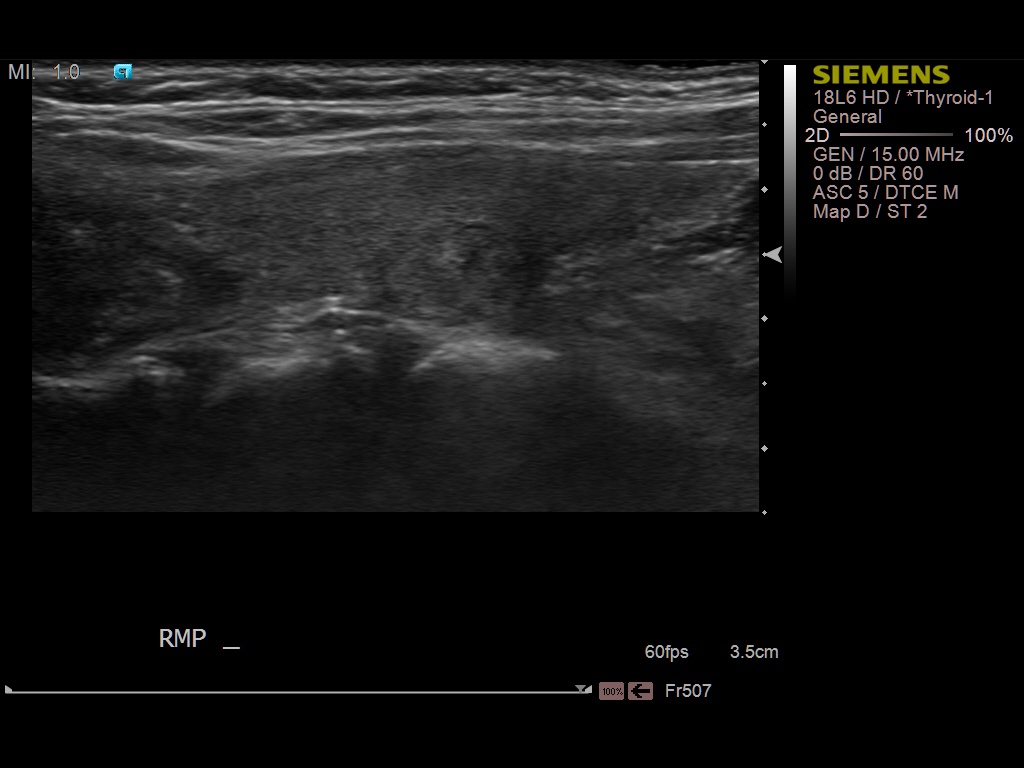 MI: 1.0
SIEMENS
18L6 HD / *Thyroid-1
General
2D 100%
GEN / 15.00 MHz
0 dB / DR 60
ASC 5 / DTCE M
Map D / ST 2
RMP _
60fps 3.5cm
100% Fr507